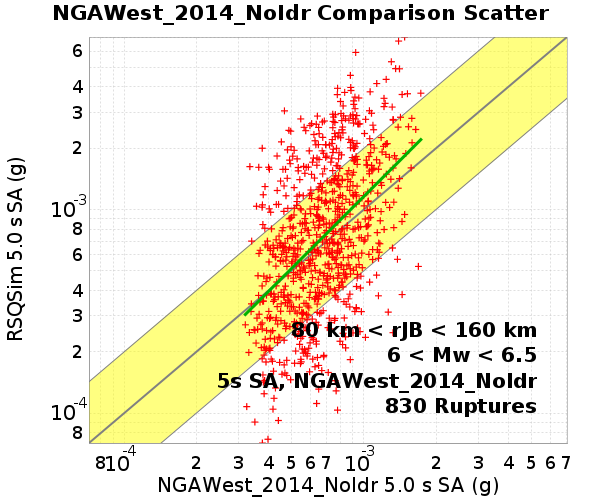 NGAWest_2014_NoIdr Comparison Scatter
RSQSim 5.0 s SA (g)
6
4
3
2
10-3
8
6
4
3
2
10-4
8
80 km < rJB < 160 km
6 < Mw < 6.5
5s SA, NGAWest_2014_NoIdr
830 Ruptures
8 10-4 2 3 4 5 6 7 10-3 2 3 4 5 6 7
NGAWest_2014_NoIdr 5.0 s SA (g)